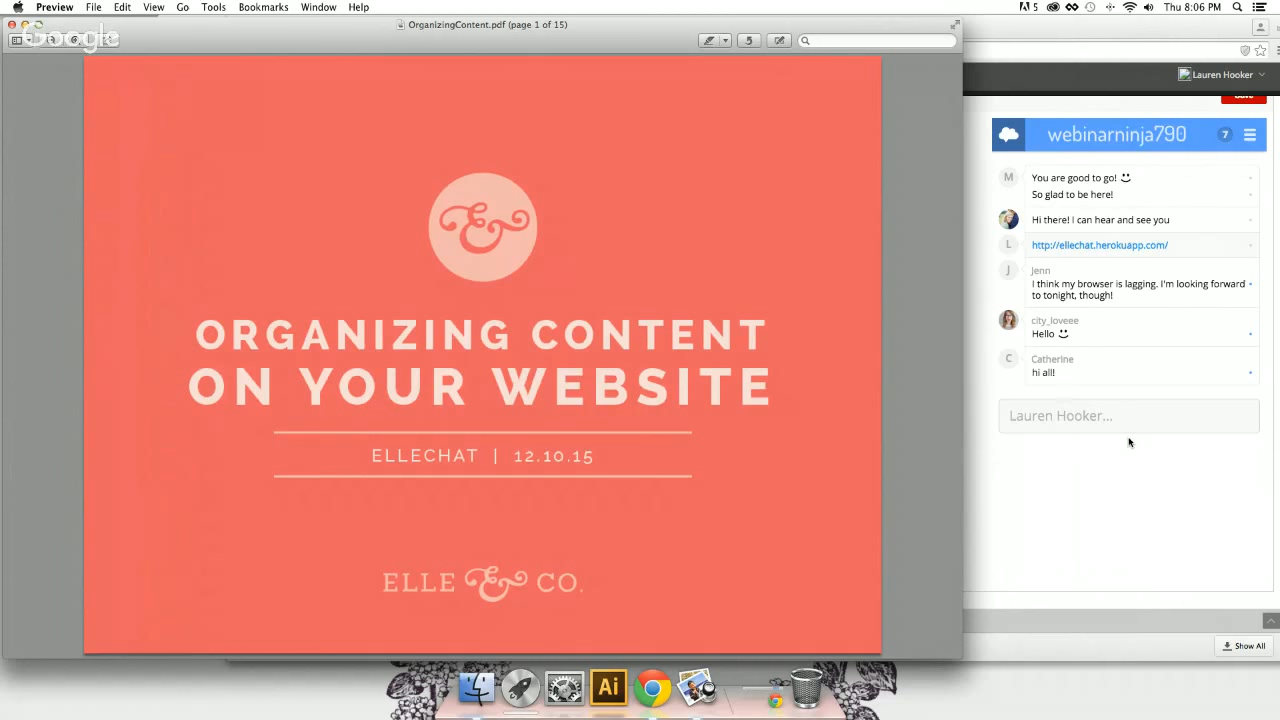 Preview File Edit View Go Tools Bookmarks Window Help
5 Thu 8:06 PM
OrganizingContent.pdf (page 1 of 15)
Google
Lauren Hooker
&
ORGANIZING CONTENT
ON YOUR WEBSITE
ELLECHAT | 12.10.15
ELLE & CO.
webinarninja790 7
M
You are good to go!
So glad to be here!
Hi there! I can hear and see you
L
http://ellechat.herokuapp.com/
J
Jenn
I think my browser is lagging. I'm looking forward
to tonight, though!
city_loveee
Hello
C
Catherine
hi all!
Lauren Hooker...
Show All
Ai